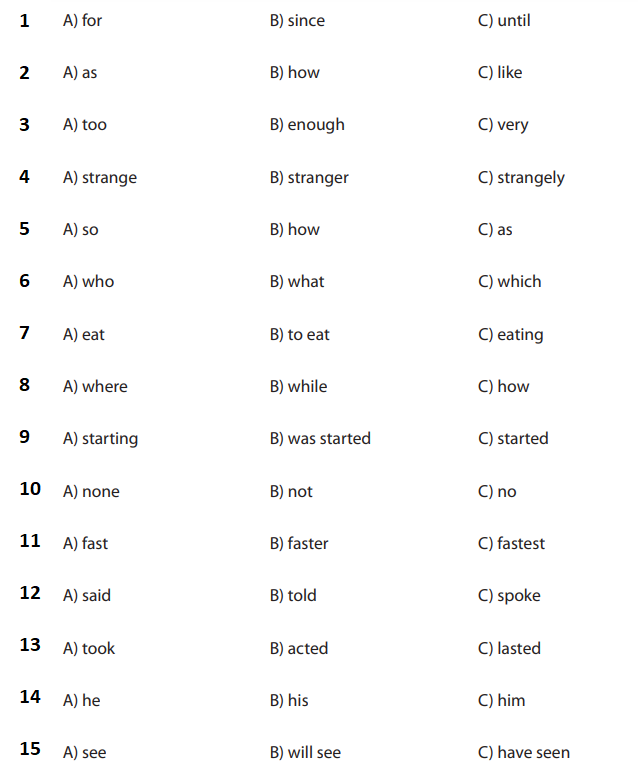 1 A) for B) since C) until
2 A) as B) how C) like
3 A) too B) enough C) very
4 A) strange B) stranger C) strangely
5 A) so B) how C) as
6 A) who B) what C) which
7 A) eat B) to eat C) eating
8 A) where B) while C) how
9 A) starting B) was started C) started
10 A) none B) not C) no
11 A) fast B) faster C) fastest
12 A) said B) told C) spoke
13 A) took B) acted C) lasted
14 A) he B) his C) him
15 A) see B) will see C) have seen